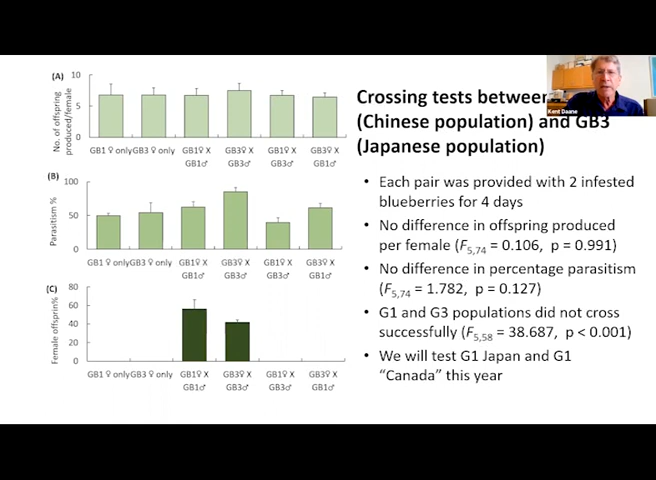 (A)
10
5
0
No. of offspring
produced/female
GB1 ♀ only GB3 ♀ only GB1♀ X GB3♀ X GB1♀ X GB3♀ X
GB1♂ GB3♂ GB3♂ GB1♂
(B)
100
50
0
Parasitism %
GB1 ♀ only GB3 ♀ only GB1♀ X GB3♀ X GB1♀ X GB3♀ X
GB1♂ GB3♂ GB3♂ GB1♂
(C)
80
60
40
20
0
Female offsprin%
GB1 ♀ only GB3 ♀ only GB1♀ X GB3♀ X GB1♀ X GB3♀ X
GB1♂ GB3♂ GB3♂ GB1♂
Kent Daane
Crossing tests between
(Chinese population) and GB3
(Japanese population)
• Each pair was provided with 2 infested
blueberries for 4 days
• No difference in offspring produced
per female (F5,74 = 0.106, p = 0.991)
• No difference in percentage parasitism
(F5,74 = 1.782, p = 0.127)
• G1 and G3 populations did not cross
successfully (F5,58 = 38.687, p < 0.001)
• We will test G1 Japan and G1
“Canada” this year